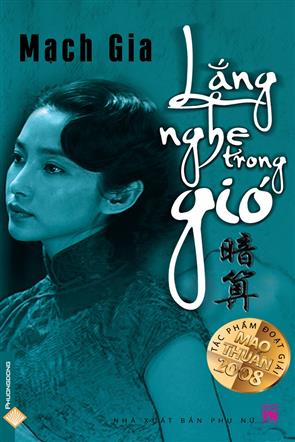 Mạch Gia
Lắng
nghe trong
gió
暗算
TÁC PHẨM ĐOẠT GIẢI
MAO
THUẪN
2008
PHUONGDONG
NHÀ XUẤT BẢN PHỤ NỮ